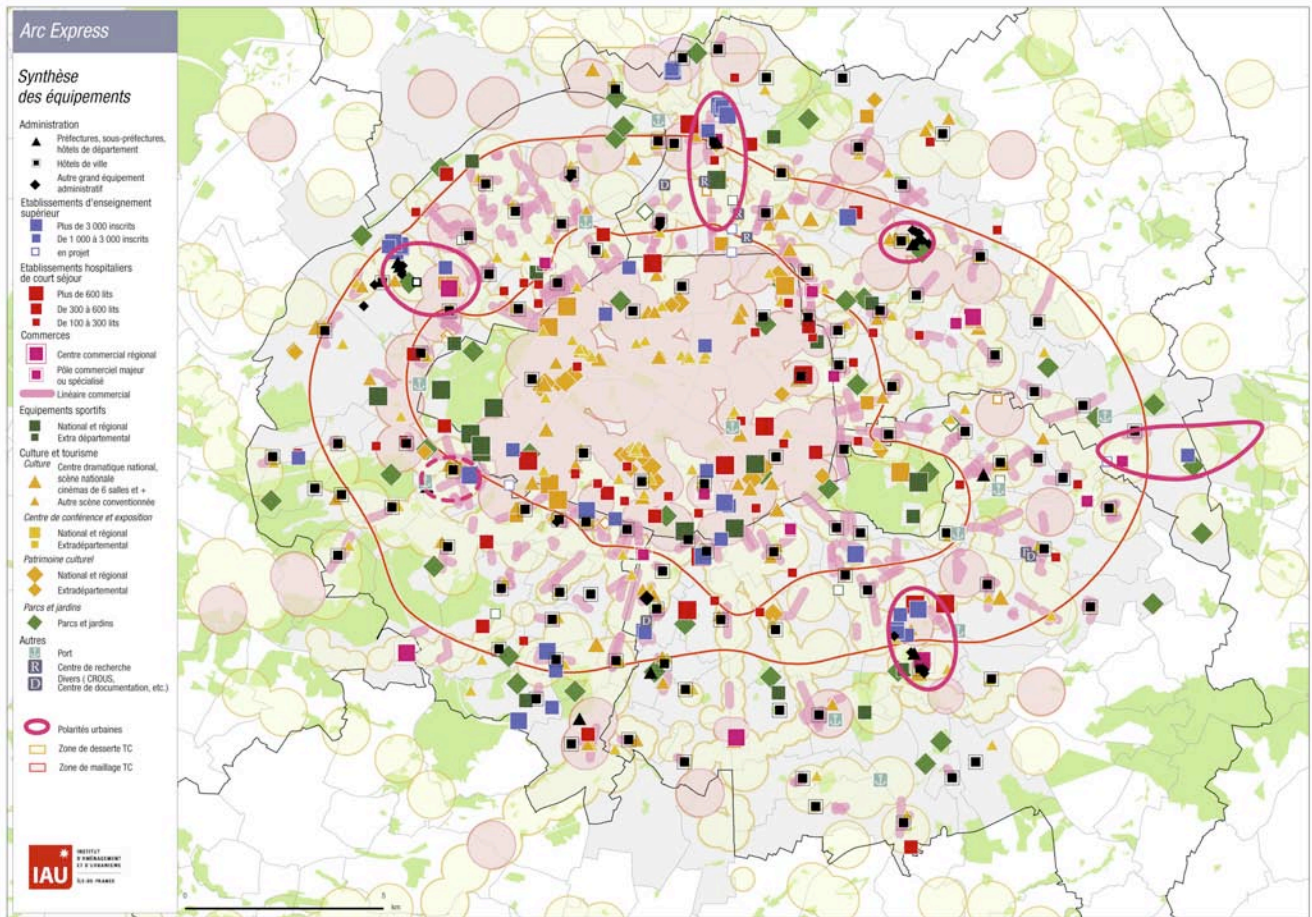 Arc Express
Synthèse
des équipements
Administration
Préfectures, sous-préfectures,
hôtels de département
Hôtels de ville
Autre grand équipement
administratif
Etablissements d'enseignement
supérieur
Plus de 3 000 inscrits
De 1 000 à 3 000 inscrits
en projet
Etablissements hospitaliers
de court séjour
Plus de 600 lits
De 300 à 600 lits
De 100 à 300 lits
Commerces
Centre commercial régional
Pôle commercial majeur
ou spécialisé
Linéaire commercial
Equipements sportifs
National et régional
Extra départemental
Culture et tourisme
Culture
Centre dramatique national,
scène nationale
cinémas de 6 salles et +
Autre scène conventionnée
Centre de conférence et exposition
National et régional
Extradépartemental
Patrimoine culturel
National et régional
Extradépartemental
Parcs et jardins
Parcs et jardins
Autres
Port
R Centre de recherche
D Divers ( CROUS,
Centre de documentation, etc.)
Polarités urbaines
Zone de desserte TC
Zone de maillage TC
IAU
INSTITUT
D'AMÉNAGEMENT
ET D'URBANISME
ÎLE-DE-FRANCE
0 5
km
D
R
R
R
D
D